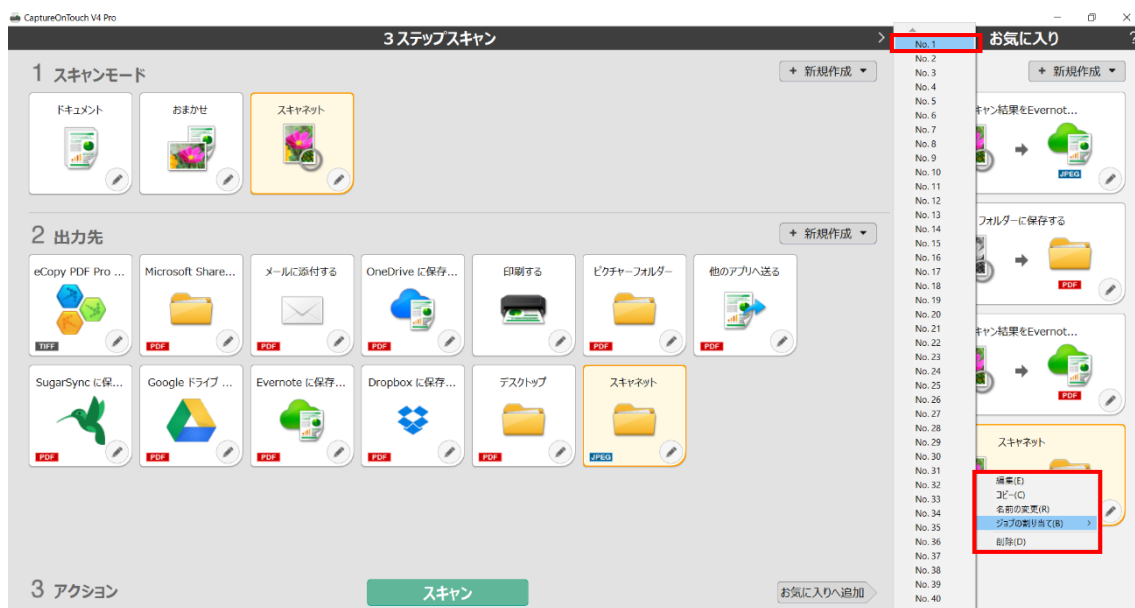 CaptureOnTouch V4 Pro
3ステップスキャン
お気に入り
?
1 スキャンモード
+ 新規作成
ドキュメント
おまかせ
スキャネット
2 出力先
+ 新規作成
eCopy PDF Pro ...
TIFF
Microsoft Share...
PDF
メールに添付する
PDF
OneDrive に保存...
PDF
印刷する
ピクチャーフォルダー
PDF
他のアプリへ送る
PDF
SugarSync に保...
PDF
Google ドライブ ...
PDF
Evernote に保存...
PDF
Dropbox に保存...
PDF
デスクトップ
PDF
スキャネット
JPEG
3 アクション
スキャン
お気に入りへ追加
No. 1
No. 2
No. 3
No. 4
No. 5
No. 6
No. 7
No. 8
No. 9
No. 10
No. 11
No. 12
No. 13
No. 14
No. 15
No. 16
No. 17
No. 18
No. 19
No. 20
No. 21
No. 22
No. 23
No. 24
No. 25
No. 26
No. 27
No. 28
No. 29
No. 30
No. 31
No. 32
No. 33
No. 34
No. 35
No. 36
No. 37
No. 38
No. 39
No. 40
+ 新規作成
キャン結果をEvernot...
JPEG
フォルダーに保存する
PDF
キャン結果をEvernot...
PDF
スキャネット
編集(E)
コピー(C)
名前の変更(R)
ジョブの割り当て(B)
削除(D)